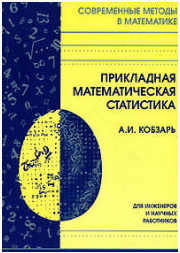 СОВРЕМЕННЫЕ МЕТОДЫ
В МАТЕМАТИКЕ
ПРИКЛАДНАЯ
МАТЕМАТИЧЕСКАЯ
СТАТИСТИКА
А.И. КОБЗАРЬ
ДЛЯ ИНЖЕНЕРОВ
И НАУЧНЫХ
РАБОТНИКОВ